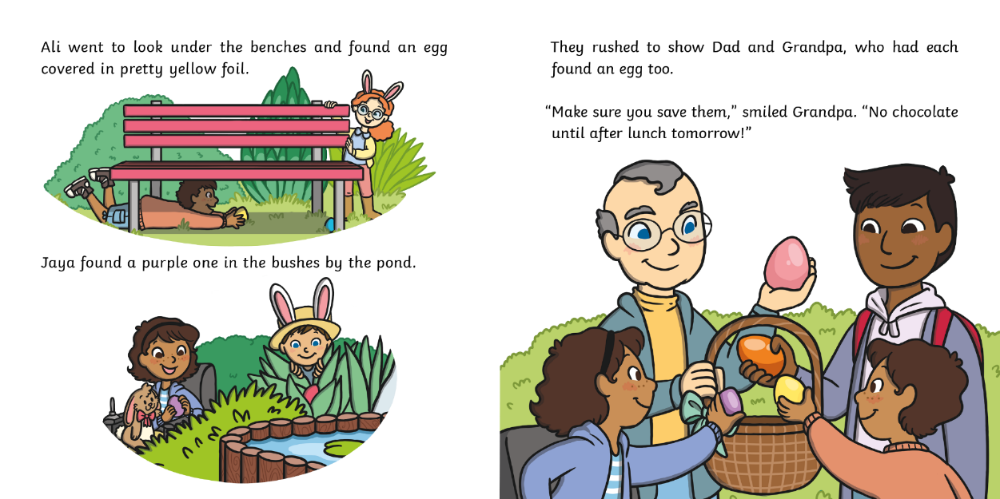 Ali went to look under the benches and found an egg
covered in pretty yellow foil.
Jaya found a purple one in the bushes by the pond.
They rushed to show Dad and Grandpa, who had each
found an egg too.
“Make sure you save them,” smiled Grandpa. “No chocolate
until after lunch tomorrow!”